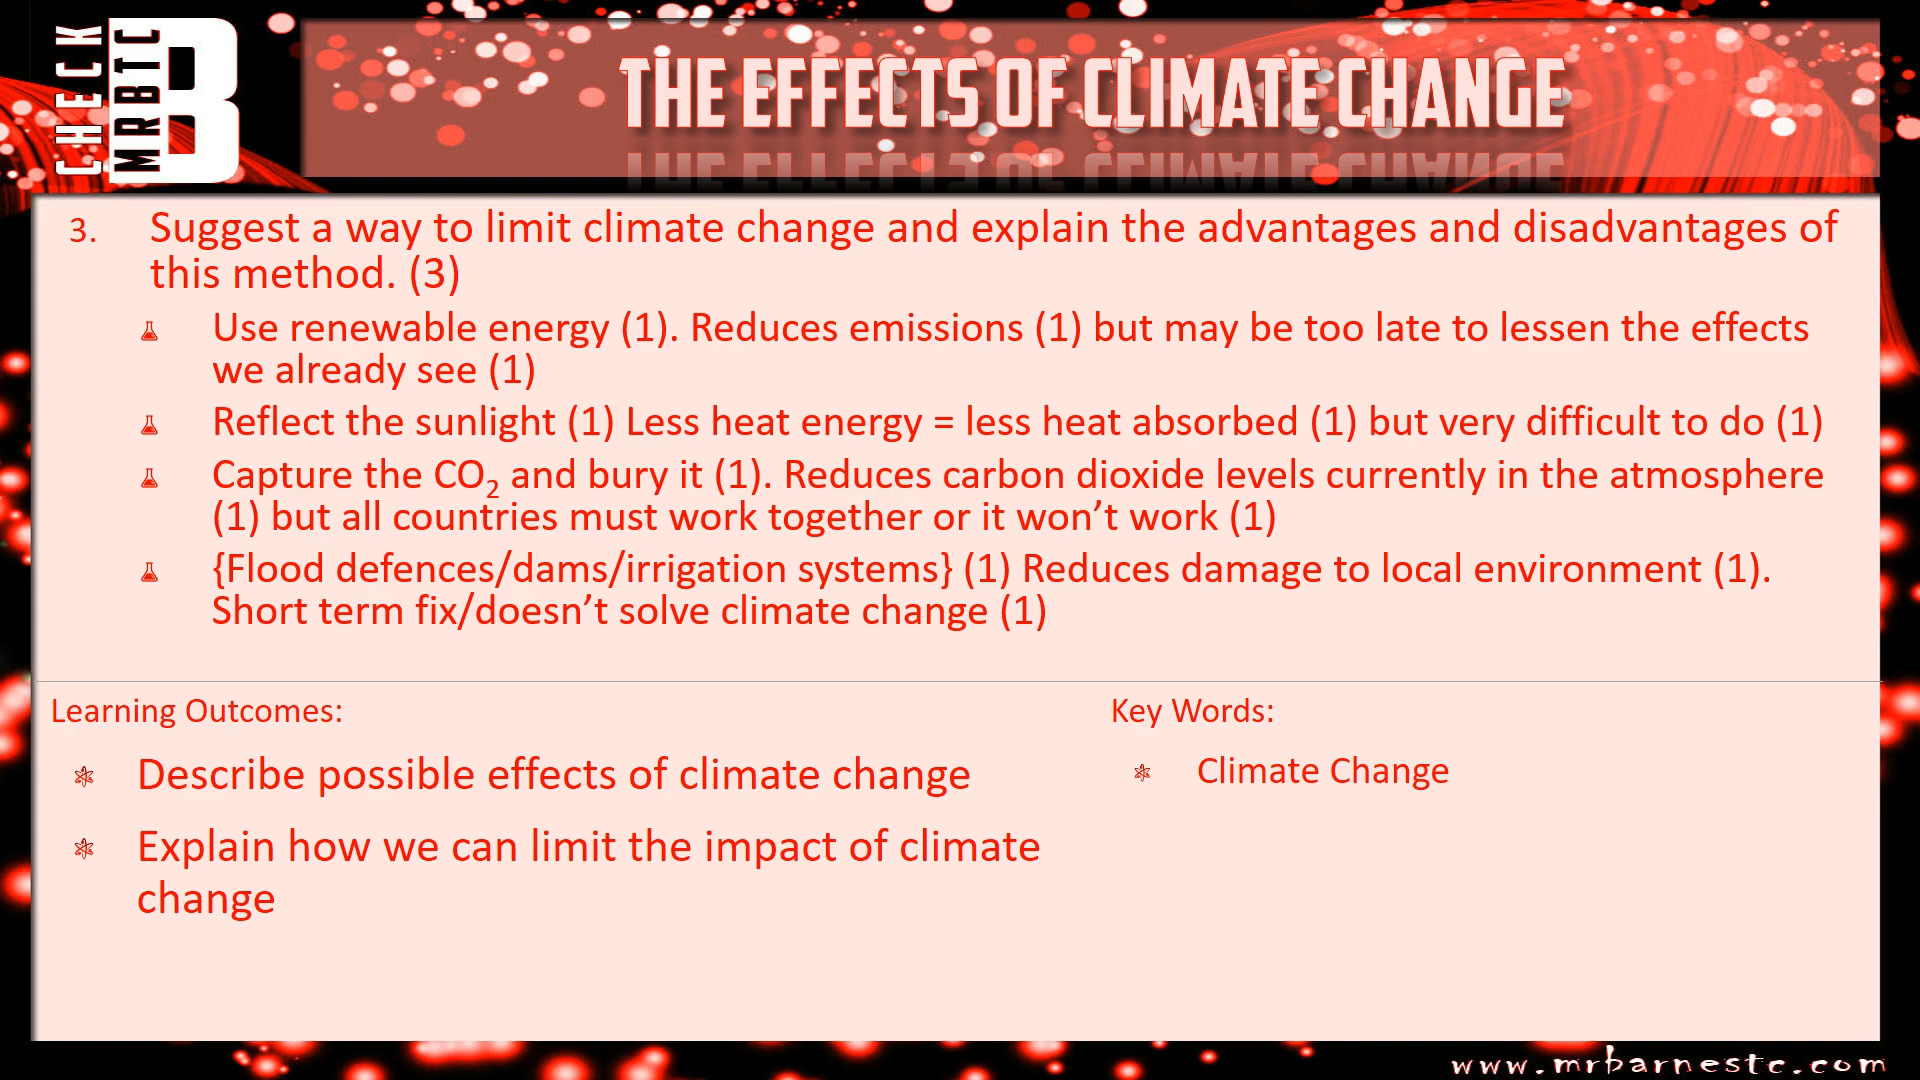 CHECK
MRBTC
B
THE EFFECTS OF CLIMATE CHANGE
3. Suggest a way to limit climate change and explain the advantages and disadvantages of
this method. (3)
Use renewable energy (1). Reduces emissions (1) but may be too late to lessen the effects
we already see (1)
Reflect the sunlight (1) Less heat energy = less heat absorbed (1) but very difficult to do (1)
Capture the CO₂ and bury it (1). Reduces carbon dioxide levels currently in the atmosphere
(1) but all countries must work together or it won’t work (1)
{Flood defences/dams/irrigation systems} (1) Reduces damage to local environment (1).
Short term fix/doesn’t solve climate change (1)
Learning Outcomes:
Describe possible effects of climate change
Explain how we can limit the impact of climate
change
Key Words:
Climate Change
www.mrbarnestc.com